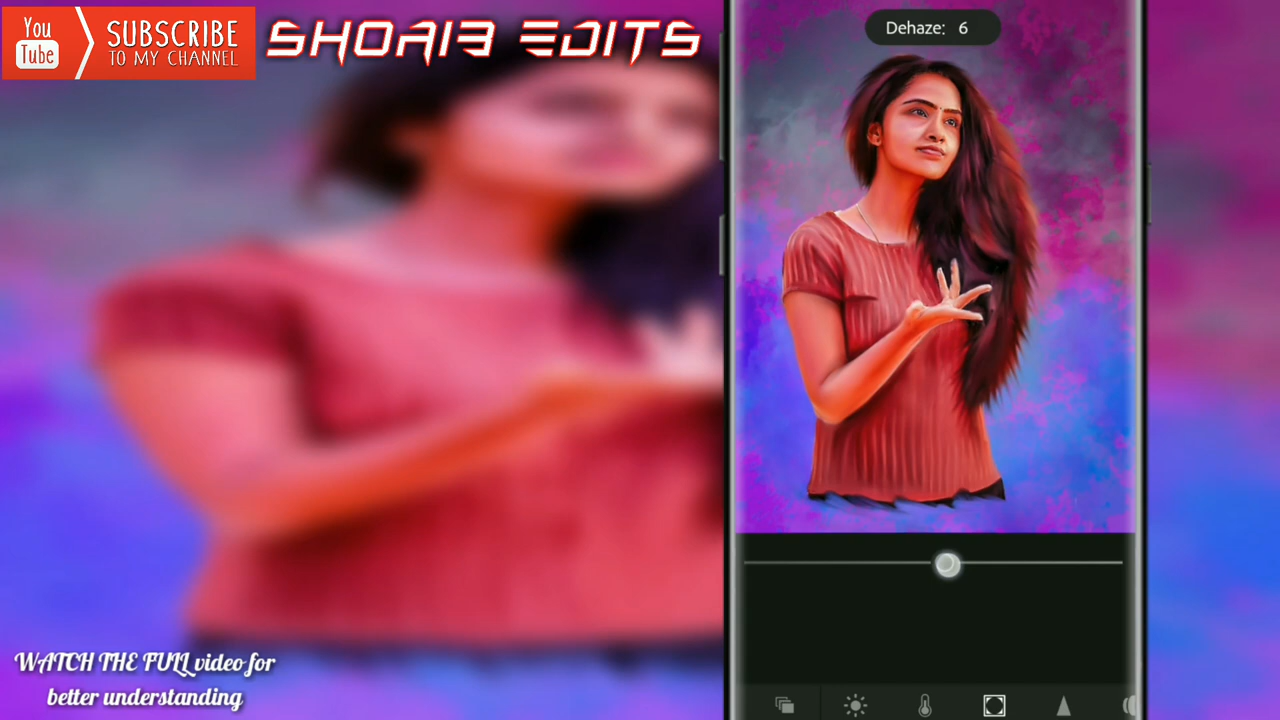 You
Tube
SUBSCRIBE
TO MY CHANNEL
SHOAIB EDITS
Dehaze: 6
WATCH THE FULL video for
better understanding